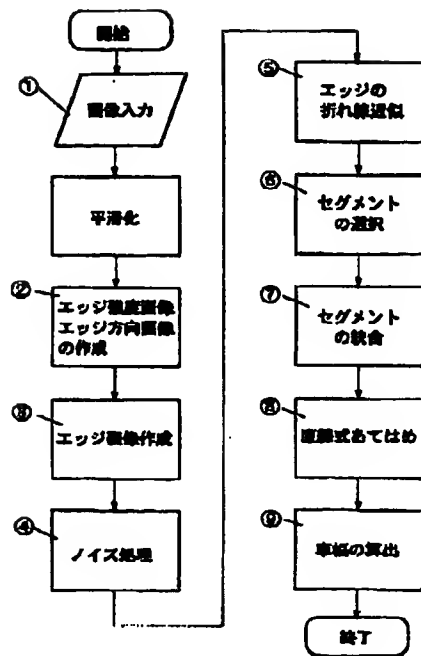 開始
①
画像入力
平滑化
②
エッジ強度画像
エッジ方向画像
の作成
③
エッジ画像作成
④
ノイズ処理
⑤
エッジの
折れ線近似
⑥
セグメント
の選択
⑦
セグメント
の統合
⑧
直線式あてはめ
⑨
車幅の算出
終了